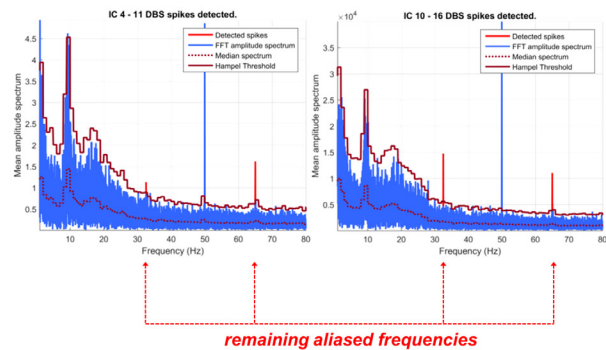 IC 4 - 11 DBS spikes detected.
Mean amplitude spectrum
4.5
4
3.5
3
2.5
2
1.5
1
0.5
Detected spikes
FFT amplitude spectrum
Median spectrum
Hampel Threshold
10 20 30 40 50 60 70 80
Frequency (Hz)
IC 10 - 16 DBS spikes detected.
×10⁴
Mean amplitude spectrum
3.5
3
2.5
2
1.5
1
0.5
Detected spikes
FFT amplitude spectrum
Median spectrum
Hampel Threshold
10 20 30 40 50 60 70 80
Frequency (Hz)
remaining aliased frequencies